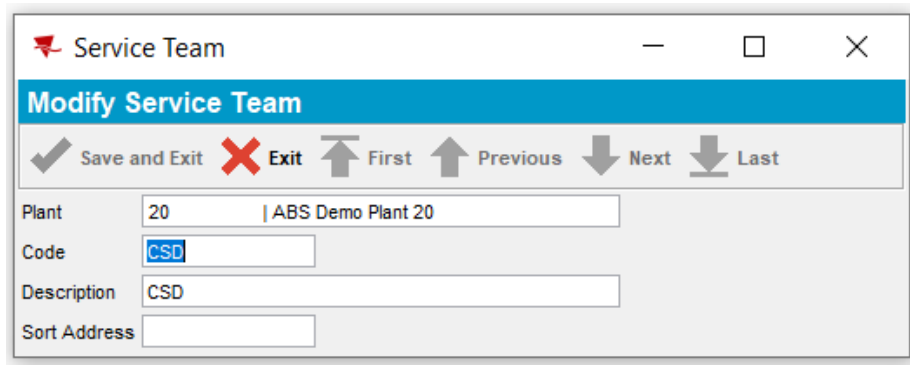 Service Team
Modify Service Team
Save and Exit Exit First Previous Next Last
Plant 20 | ABS Demo Plant 20
Code CSD
Description CSD
Sort Address